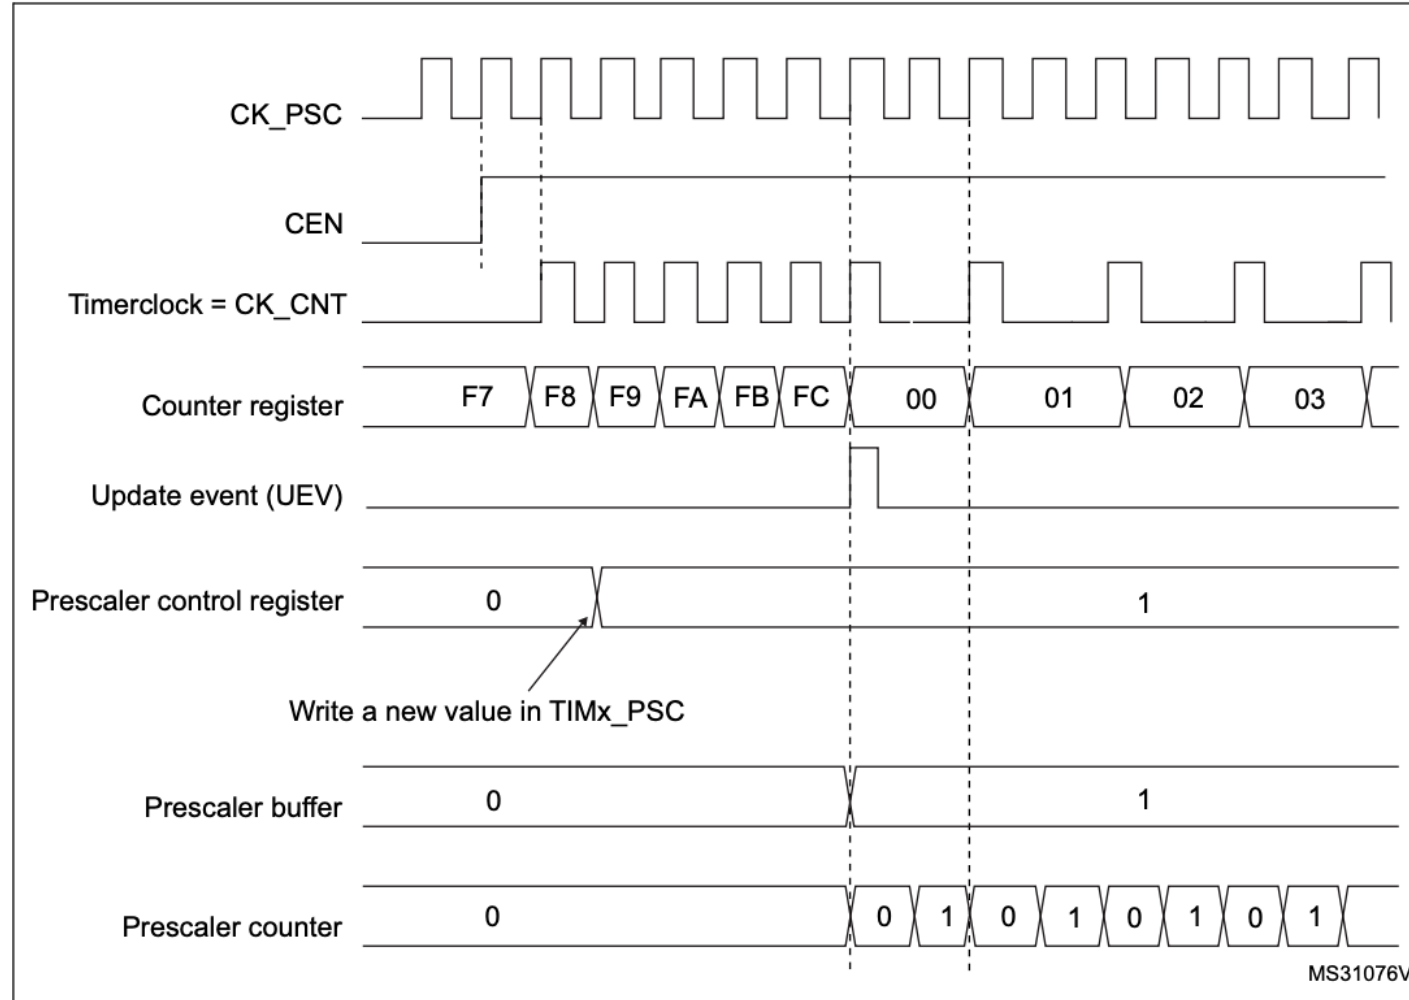 CK_PSC
CEN
Timerclock = CK_CNT
Counter register F7 F8 F9 FA FB FC 00 01 02 03
Update event (UEV)
Prescaler control register 0 1
Write a new value in TIMx_PSC
Prescaler buffer 0 1
Prescaler counter 0 0 1 0 1 0 1 0 1
MS31076V